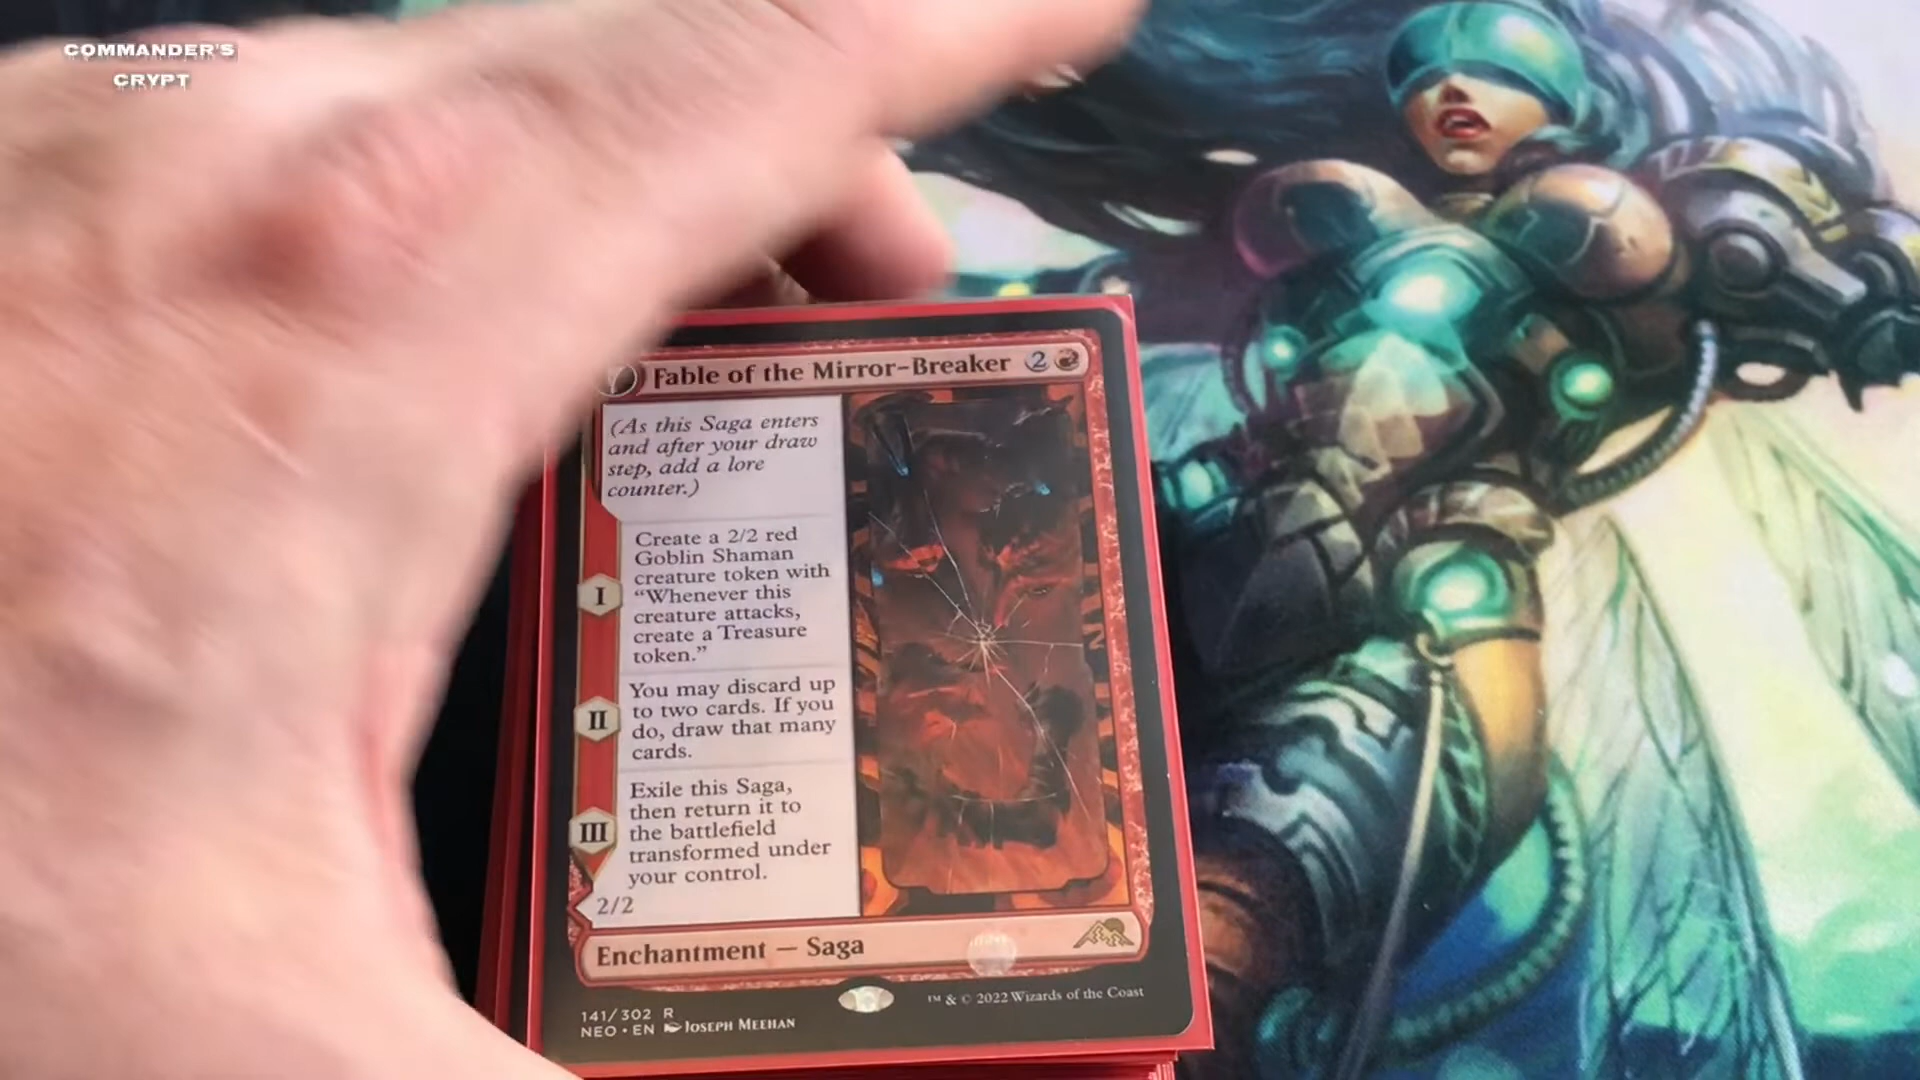 COMMANDER'S
CRYPT
Fable of the Mirror-Breaker 2
(As this Saga enters
and after your draw
step, add a lore
counter.)
I
Create a 2/2 red
Goblin Shaman
creature token with
“Whenever this
creature attacks,
create a Treasure
token.”
II
You may discard up
to two cards. If you
do, draw that many
cards.
III
Exile this Saga,
then return it to
the battlefield
transformed under
your control.
2/2
Enchantment — Saga
141/302 R
NEO • EN JOSEPH MEEHAN
™ & © 2022 Wizards of the Coast